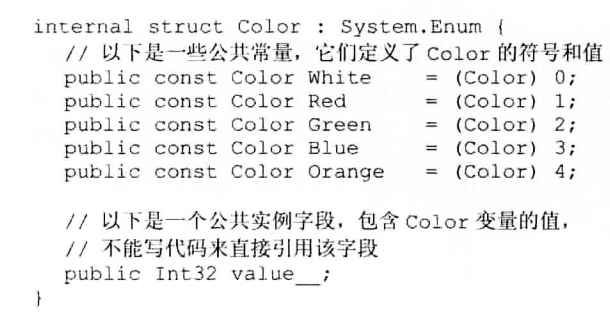 internal struct Color : System.Enum {
// 以下是一些公共常量，它们定义了 Color 的符号和值
public const Color White = (Color) 0;
public const Color Red = (Color) 1;
public const Color Green = (Color) 2;
public const Color Blue = (Color) 3;
public const Color Orange = (Color) 4;
// 以下是一个公共实例字段，包含 Color 变量的值，
// 不能写代码来直接引用该字段
public Int32 value__;
}